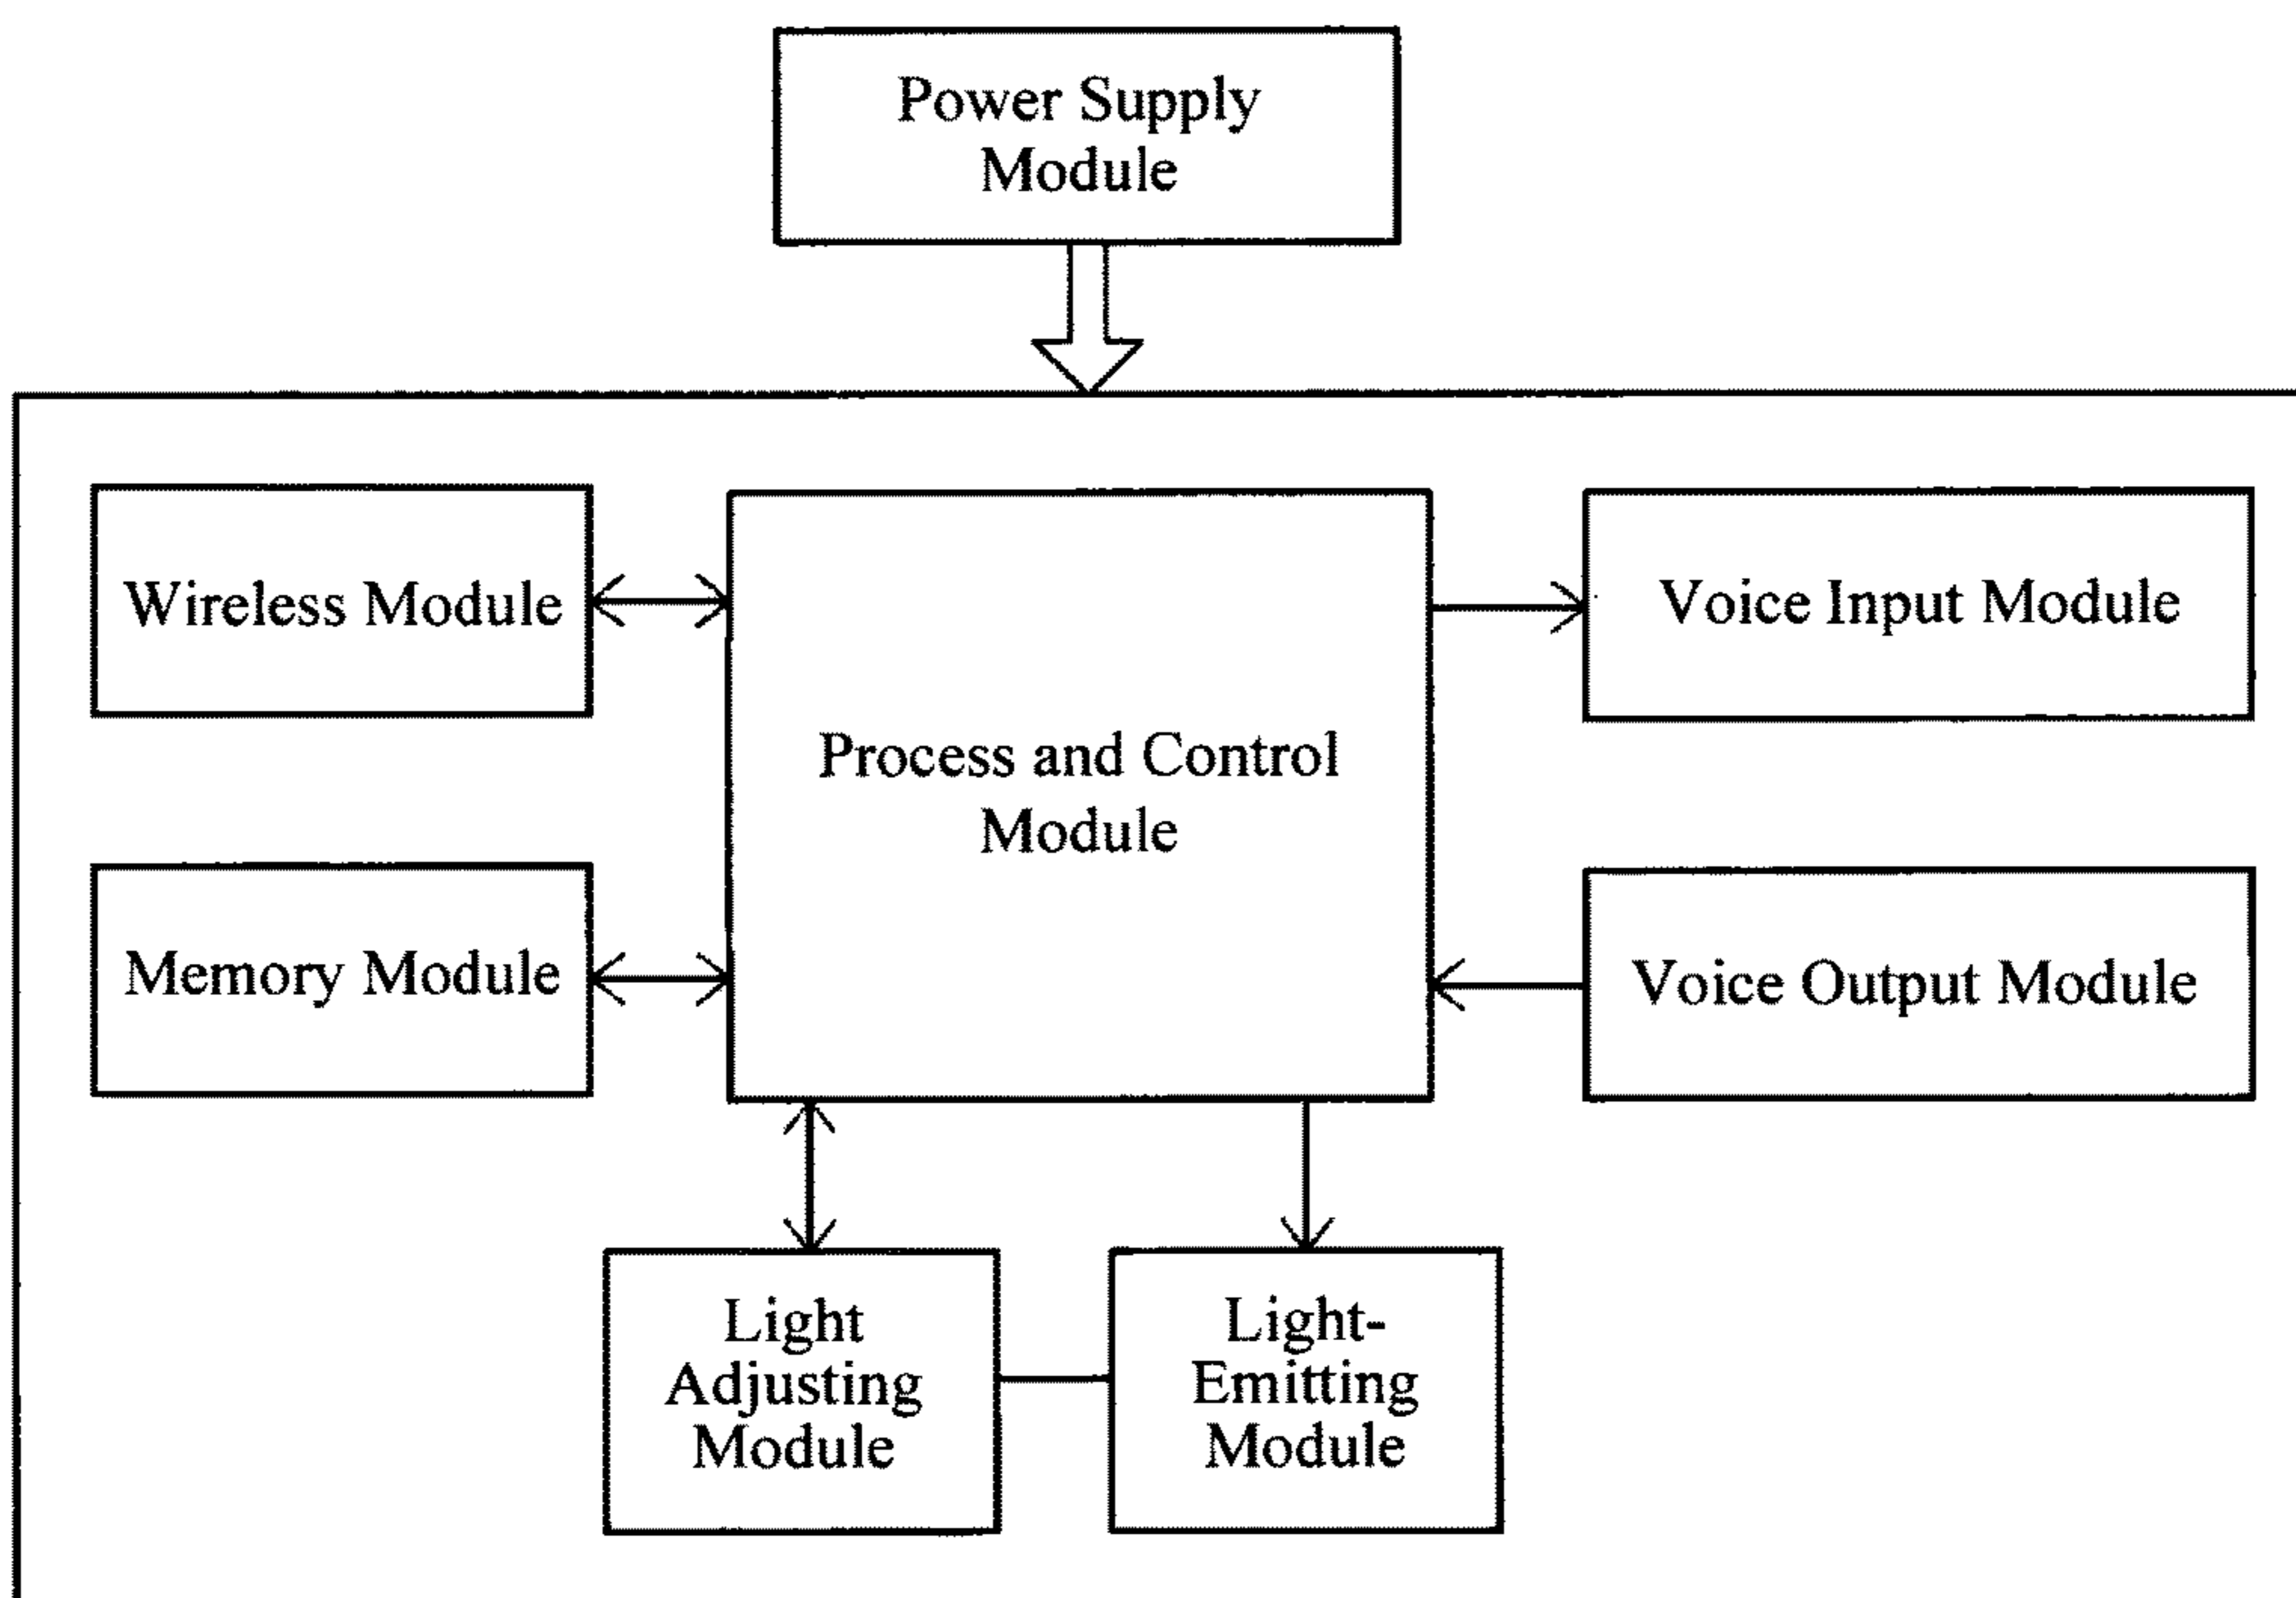 Power Supply
Module
Wireless Module
Process and Control
Module
Voice Input Module
Memory Module
Voice Output Module
Light
Adjusting
Module
Light-
Emitting
Module